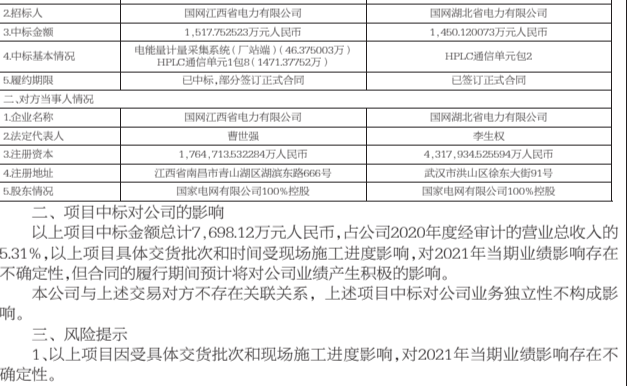 2.招标人 国网江西省电力有限公司 国网湖北省电力有限公司
3.中标金额 1,517.752523万元人民币 1,450.120073万元人民币
4.中标基本情况 电能量计量采集系统(厂站端)(46.375003万) HPLC通信单元1包8(1471.37752万) HPLC通信单元包2
5.履约期限 已中标,部分签订正式合同 已签订正式合同
二、对方当事人情况
1.企业名称 国网江西省电力有限公司 国网湖北省电力有限公司
2.法定代表人 曹世强 李生权
3.注册资本 1,764,713.532284万人民币 4,317,934.525594万人民币
4.注册地址 江西省南昌市青山湖区湖滨东路666号 武汉市洪山区徐东大街91号
5.股东情况 国家电网有限公司100%控股 国家电网有限公司100%控股
二、项目中标对公司的影响
以上项目中标金额总计7,698.12万元人民币,占公司2020年度经审计的营业总收入的
5.31%,以上项目具体交货批次和时间受现场施工进度影响,对2021年当期业绩影响存在
不确定性,但合同的履行期间预计将对公司业绩产生积极的影响。
本公司与上述交易对方不存在关联关系,上述项目中标对公司业务独立性不构成影
响。
三、风险提示
1、以上项目因受具体交货批次和现场施工进度影响,对2021年当期业绩影响存在不
确定性。